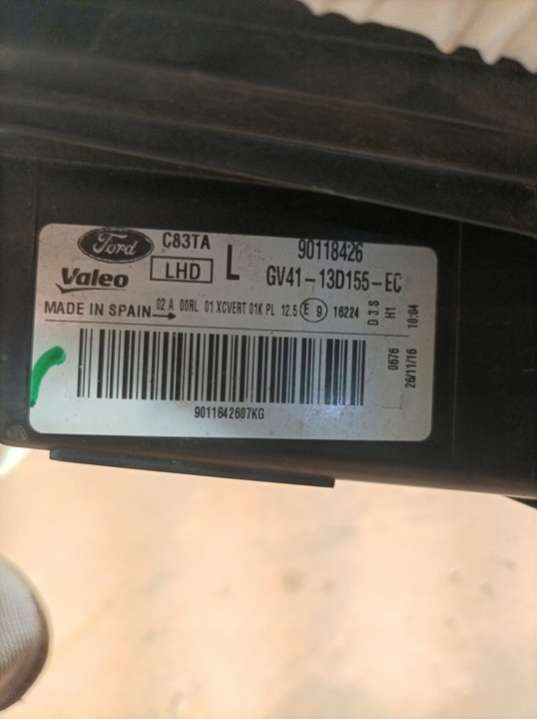 Ford C83TA L 90118426
Valeo LHD GV41-13D155-EC
MADE IN SPAIN → 02 A 00RL 01 XCVERT 01K PL 12.5 E 9 16224
D3S H1
0676 26/11/16 10:04
9011842607KG